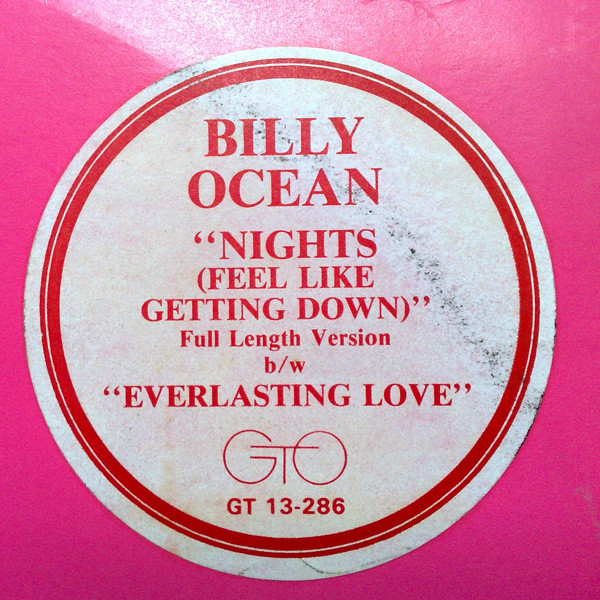 BILLY
OCEAN
“NIGHTS
(FEEL LIKE
GETTING DOWN)”
Full Length Version
b/w
“EVERLASTING LOVE”
GTO
GT 13-286